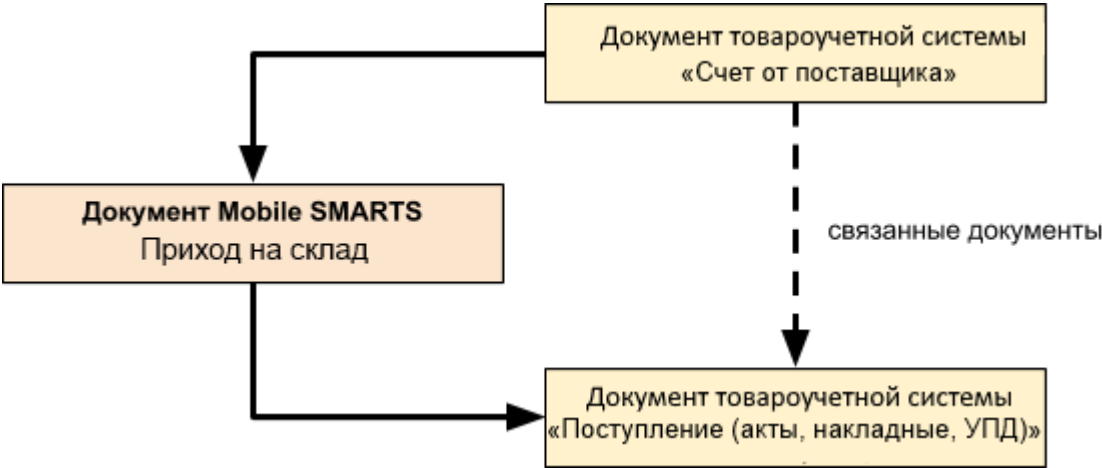 Документ товароучетной системы
«Счет от поставщика»
Документ Mobile SMARTS
Приход на склад
связанные документы
Документ товароучетной системы
«Поступление (акты, накладные, УПД)»